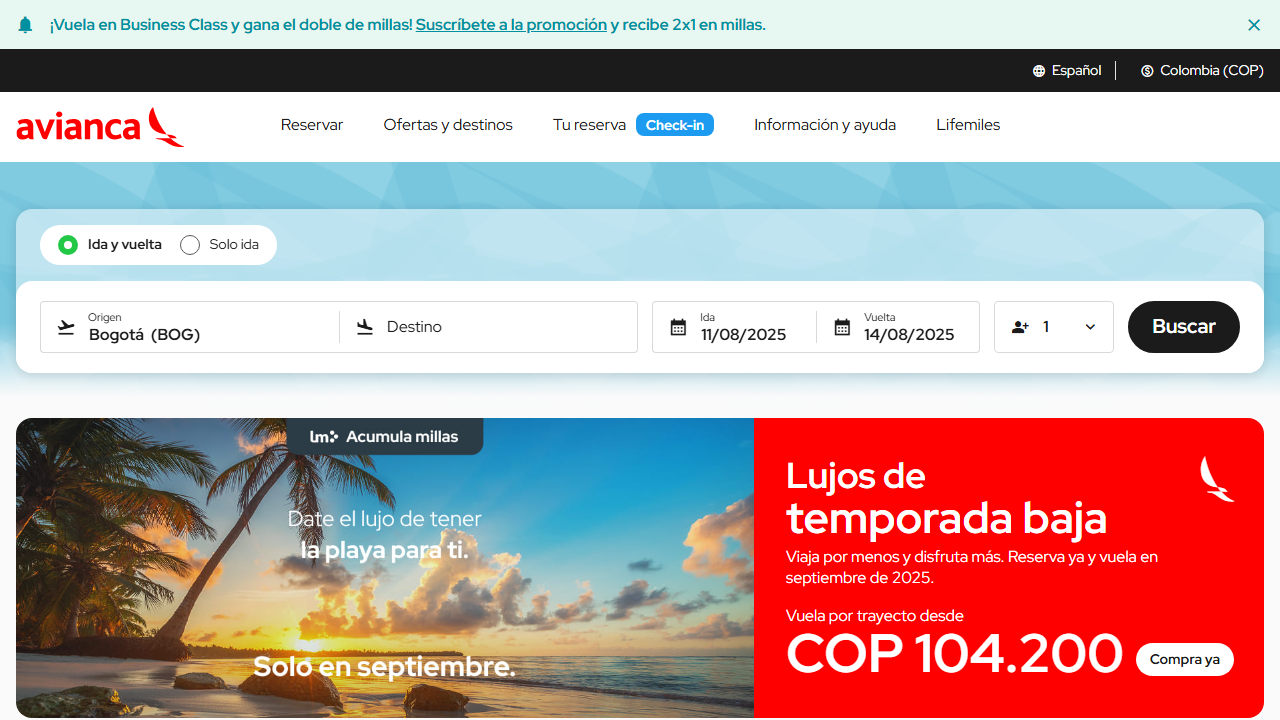 ¡Vuela en Business Class y gana el doble de millas! Suscríbete a la promoción y recibe 2x1 en millas.
Español
Colombia (COP)
avianca
Reservar
Ofertas y destinos
Tu reserva
Check-in
Información y ayuda
Lifemiles
Ida y vuelta
Solo ida
Origen
Bogotá (BOG)
Destino
Ida
11/08/2025
Vuelta
14/08/2025
1
Buscar
lm Acumula millas
Date el lujo de tener
la playa para ti.
Solo en septiembre.
Lujos de
temporada baja
Viaja por menos y disfruta más. Reserva ya y vuela en
septiembre de 2025.
Vuela por trayecto desde
COP 104.200
Compra ya